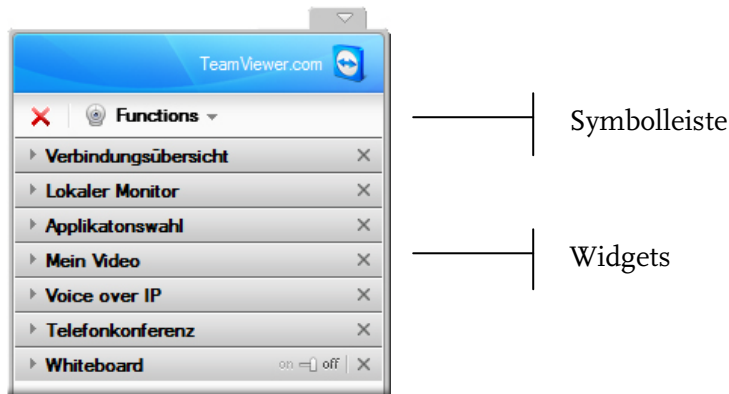 TeamViewer.com
Functions
Symbolleiste
Verbindungsübersicht
Lokaler Monitor
Applikatonswahl
Mein Video
Widgets
Voice over IP
Telefonkonferenz
Whiteboard on off